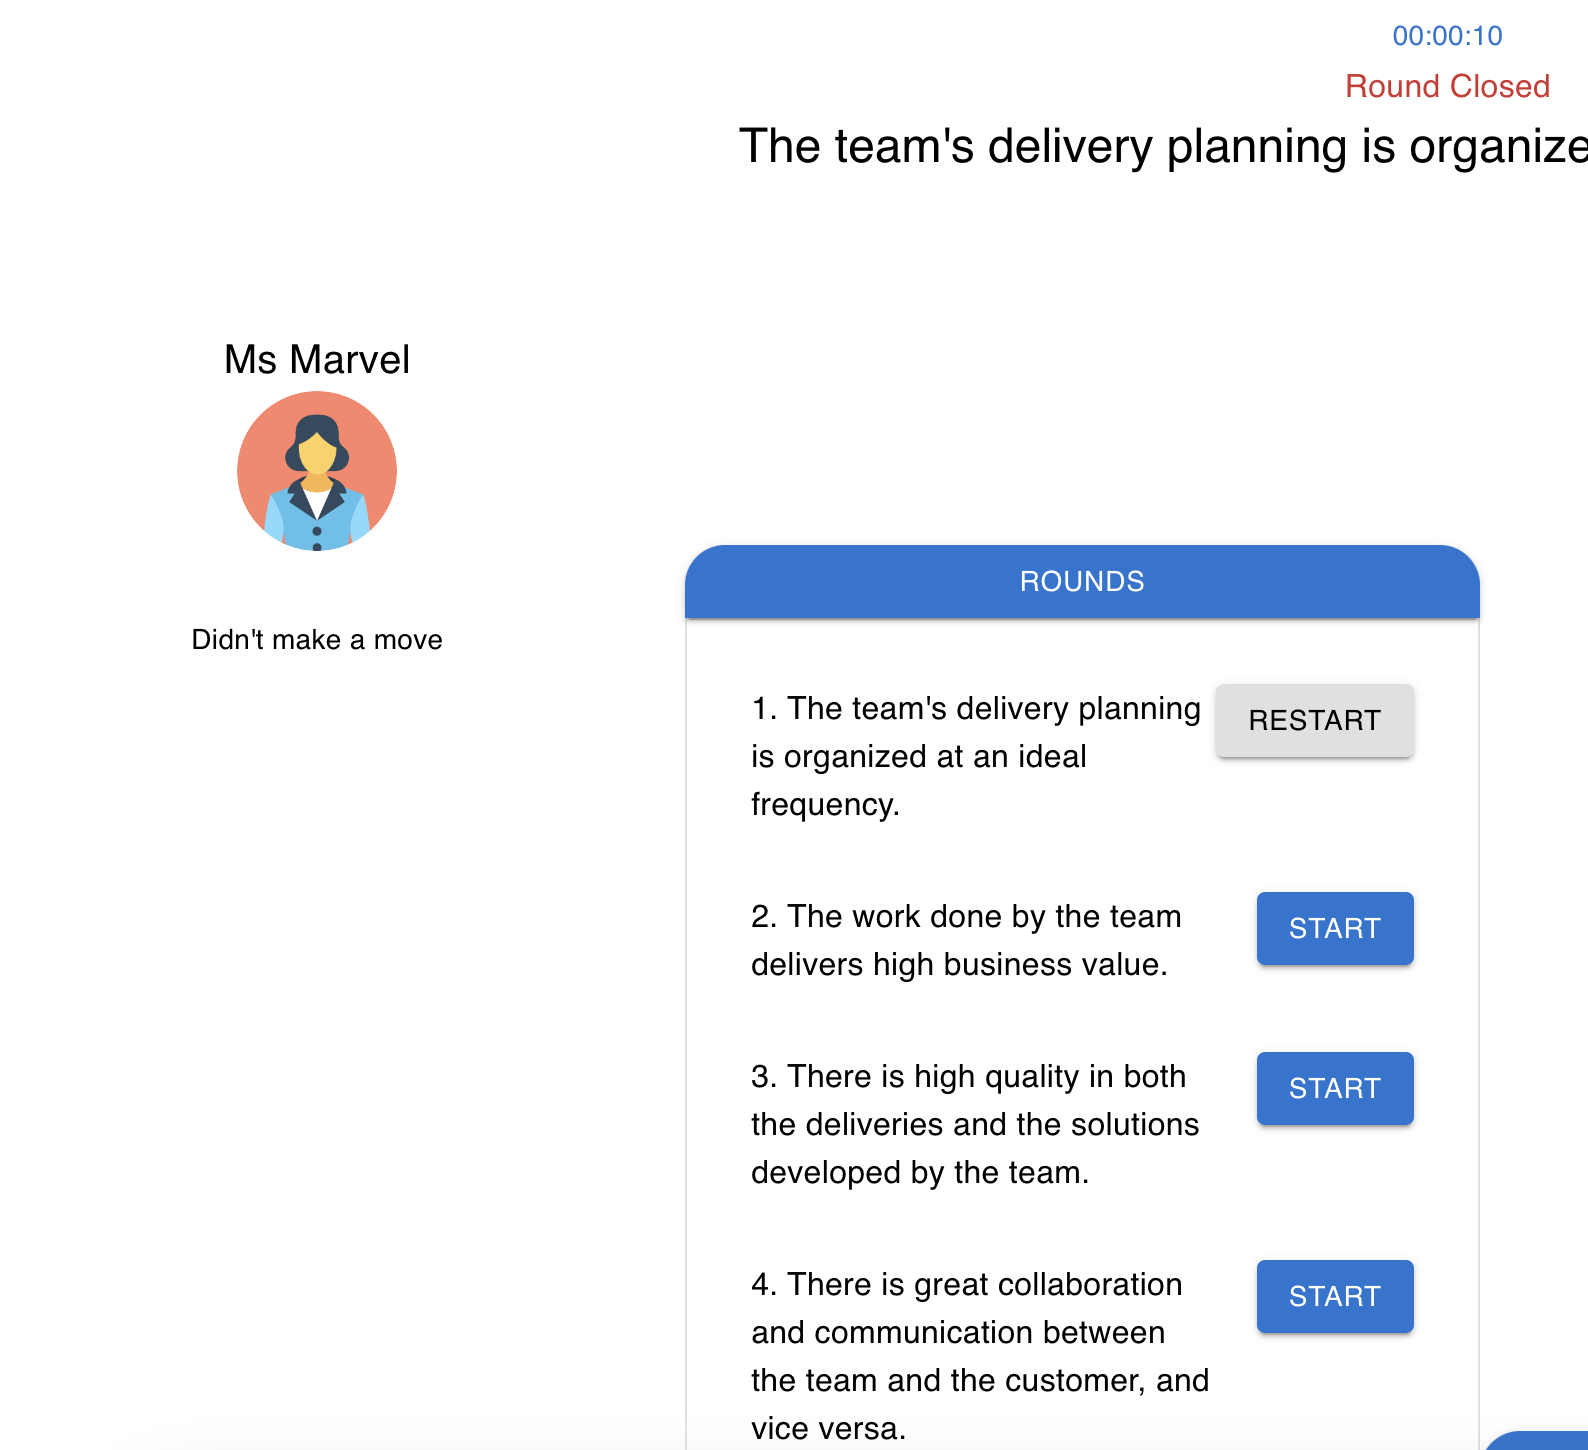 00:00:10
Round Closed
The team's delivery planning is organize
Ms Marvel
Didn't make a move
ROUNDS
1. The team's delivery planning
is organized at an ideal
frequency.
RESTART
2. The work done by the team
delivers high business value.
START
3. There is high quality in both
the deliveries and the solutions
developed by the team.
START
4. There is great collaboration
and communication between
the team and the customer, and
vice versa.
START